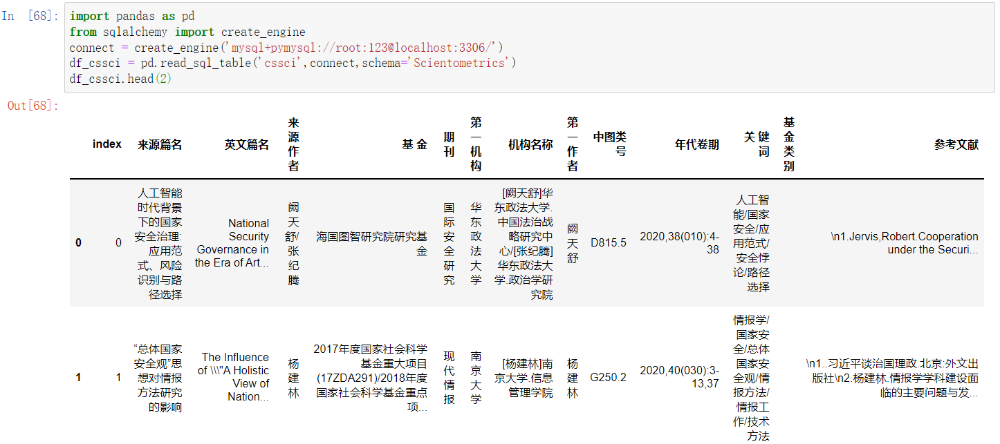 In [68]:
import pandas as pd
from sqlalchemy import create_engine
connect = create_engine('mysql+pymysql://root:123@localhost:3306/')
df_cssci = pd.read_sql_table('cssci',connect,schema='Scientometrics')
df_cssci.head(2)
Out[68]:
index
来源篇名
英文篇名
来
源
作
者
基 金
期
刊
第
一
机
构
机构名称
第
一
作
者
中图类
号
年代卷期
关 键
词
基
金
类
别
参考文献
0
0
人工智能
时代背景
下的国家
安全治理:
应用范
式、风险
识别与路
径选择
National
Security
Governance in
the Era of Art...
阙
天
舒/
张
纪
腾
海国图智研究院研究基
金
国
际
安
全
研
究
华
东
政
法
大
学
[阙天舒]华
东政法大学.
中国法治战
略研究中
心/[张纪腾]
华东政法大
学.政治学研
究院
阙
天
舒
D815.5
2020,38(010):4-
38
人工智
能/国家
安全/应
用范式/
安全悖
论/路径
选择
\n1.Jervis,Robert.Cooperation
under the Securi...
1
1
“总体国家
安全观”思
想对情报
方法研究
的影响
The Influence
of \\\"A Holistic
View of
Nation...
杨
建
林
2017年度国家社会科学
基金重大项目
(17ZDA291)/2018年度
国家社会科学基金重点
项...
现
代
情
报
南
京
大
学
[杨建林]南
京大学.信息
管理学院
杨
建
林
G250.2
2020,40(030):3-
13,37
情报学/
国家安
全/总体
国家安
全观/情
报方法/
情报工
作/技术
方法
\n1..习近平谈治国理政.北京:外文出
版社\n2.杨建林.情报学学科建设面
临的主要问题与发...